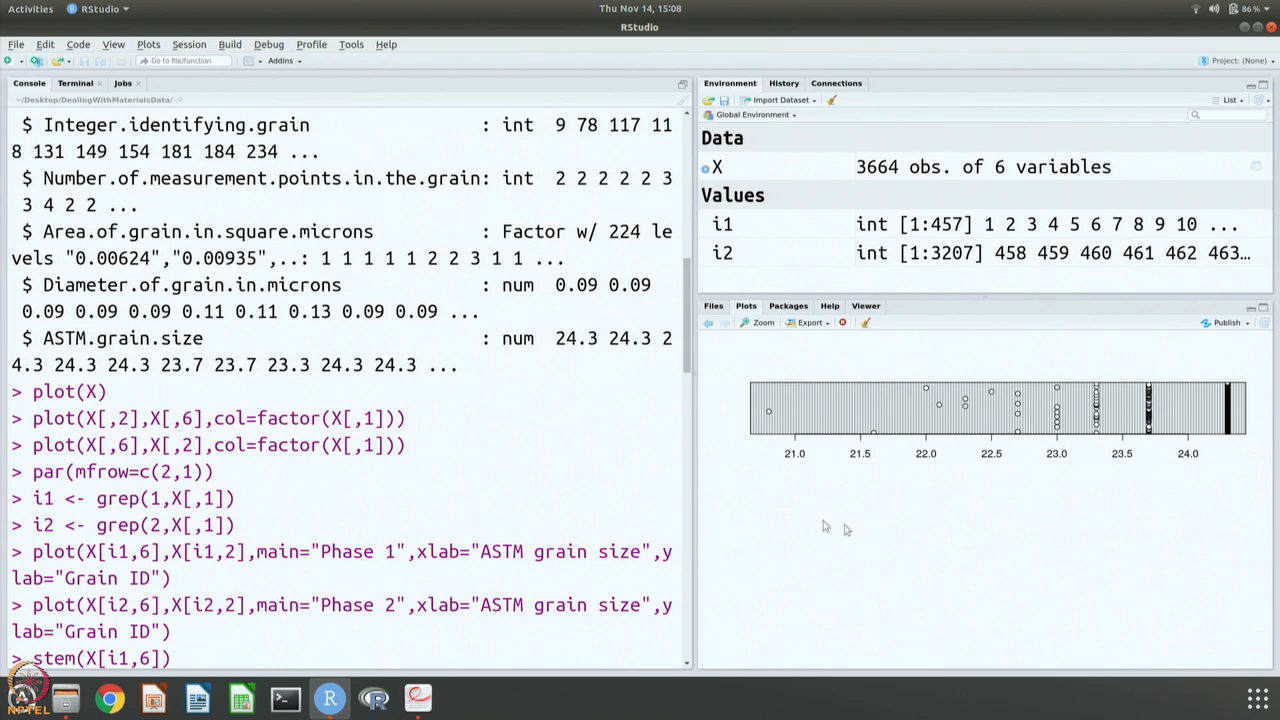 Activities
RStudio
Thu Nov 14, 15:08
86 %
RStudio
File Edit Code View Plots Session Build Debug Profile Tools Help
Go to file/function
Addins
Project: (None)
Console Terminal Jobs
~/Desktop/DealingWithMaterialsData/
$ Integer.identifying.grain : int 9 78 117 11
8 131 149 154 181 184 234 ...
$ Number.of.measurement.points.in.the.grain: int 2 2 2 2 2 3
3 4 2 2 ...
$ Area.of.grain.in.square.microns : Factor w/ 224 le
vels "0.00624","0.00935",..: 1 1 1 1 1 2 2 3 1 1 ...
$ Diameter.of.grain.in.microns : num 0.09 0.09
0.09 0.09 0.09 0.11 0.11 0.13 0.09 0.09 ...
$ ASTM.grain.size : num 24.3 24.3 2
4.3 24.3 24.3 23.7 23.7 23.3 24.3 24.3 ...
> plot(X)
> plot(X[,2],X[,6],col=factor(X[,1]))
> plot(X[,6],X[,2],col=factor(X[,1]))
> par(mfrow=c(2,1))
> i1 <- grep(1,X[,1])
> i2 <- grep(2,X[,1])
> plot(X[i1,6],X[i1,2],main="Phase 1",xlab="ASTM grain size",y
lab="Grain ID")
> plot(X[i2,6],X[i2,2],main="Phase 2",xlab="ASTM grain size",y
lab="Grain ID")
> stem(X[i1,6])
Environment History Connections
Import Dataset
List
Global Environment
Data
X 3664 obs. of 6 variables
Values
i1 int [1:457] 1 2 3 4 5 6 7 8 9 10 ...
i2 int [1:3207] 458 459 460 461 462 463...
Files Plots Packages Help Viewer
Zoom Export Publish
21.0 21.5 22.0 22.5 23.0 23.5 24.0
NPTEL